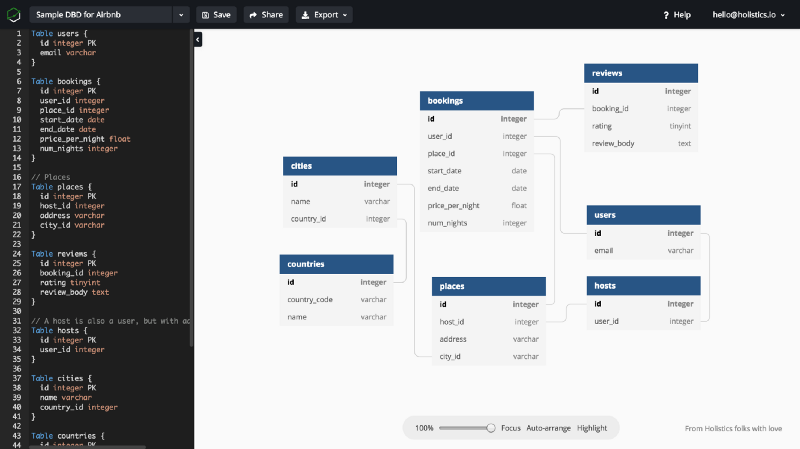 Sample DBD for Airbnb
Save
Share
Export
? Help
hello@holistics.io
1 Table users {
2 id integer PK
3 email varchar
4 }
5
6 Table bookings {
7 id integer PK
8 user_id integer
9 place_id integer
10 start_date date
11 end_date date
12 price_per_night float
13 num_nights integer
14 }
15
16 // Places
17 Table places {
18 id integer PK
19 host_id integer
20 address varchar
21 city_id varchar
22 }
23
24 Table reviews {
25 id integer PK
26 booking_id integer
27 rating tinyint
28 review_body text
29 }
30
31 // A host is also a user, but with ad
32 Table hosts {
33 id integer PK
34 user_id integer
35 }
36
37 Table cities {
38 id integer PK
39 name varchar
40 country_id integer
41 }
42
43 Table countries {
44 id integer PK
reviews
id integer
booking_id integer
rating tinyint
review_body text
bookings
id integer
user_id integer
place_id integer
start_date date
end_date date
price_per_night float
num_nights integer
cities
id integer
name varchar
country_id integer
users
id integer
email varchar
countries
id integer
country_code varchar
name varchar
places
id integer
host_id integer
address varchar
city_id varchar
hosts
id integer
user_id integer
100%
Focus
Auto-arrange
Highlight
From Holistics folks with love